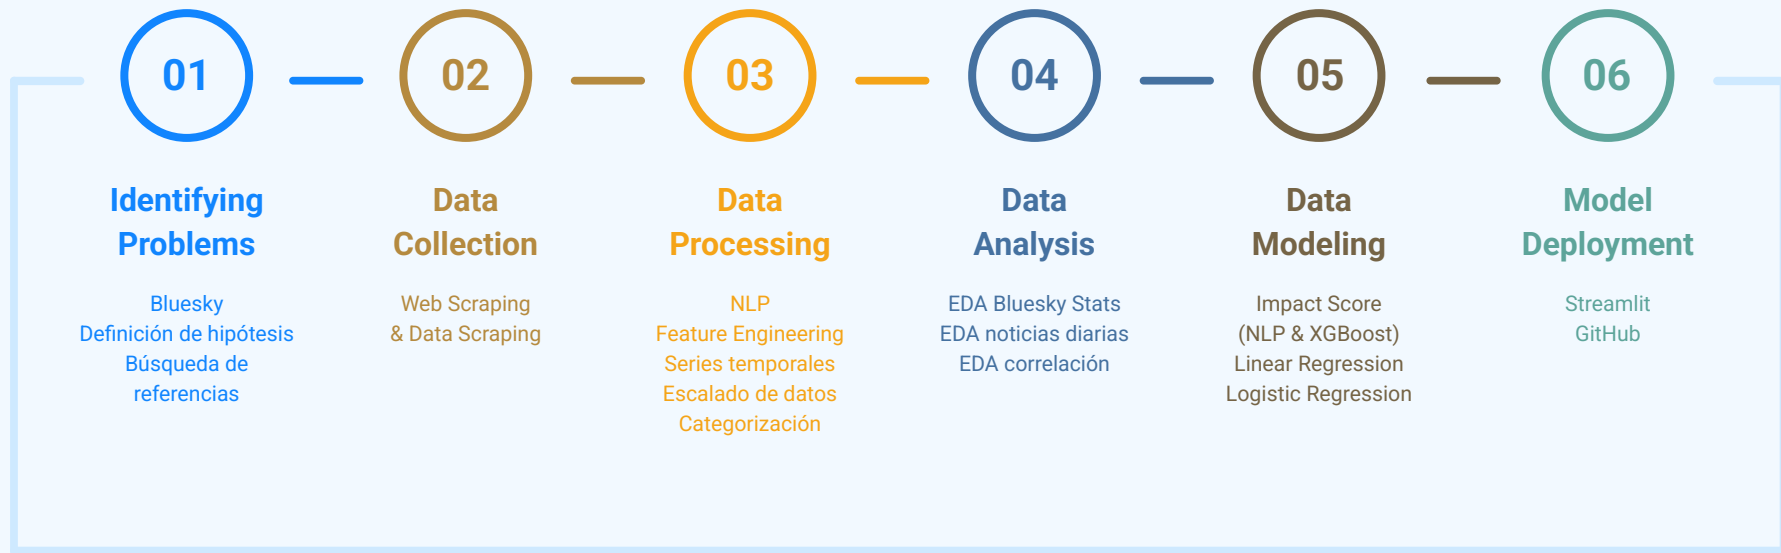 01
Identifying
Problems
Bluesky
Definición de hipótesis
Búsqueda de
referencias
02
Data
Collection
Web Scraping
& Data Scraping
03
Data
Processing
NLP
Feature Engineering
Series temporales
Escalado de datos
Categorización
04
Data
Analysis
EDA Bluesky Stats
EDA noticias diarias
EDA correlación
05
Data
Modeling
Impact Score
(NLP & XGBoost)
Linear Regression
Logistic Regression
06
Model
Deployment
Streamlit
GitHub